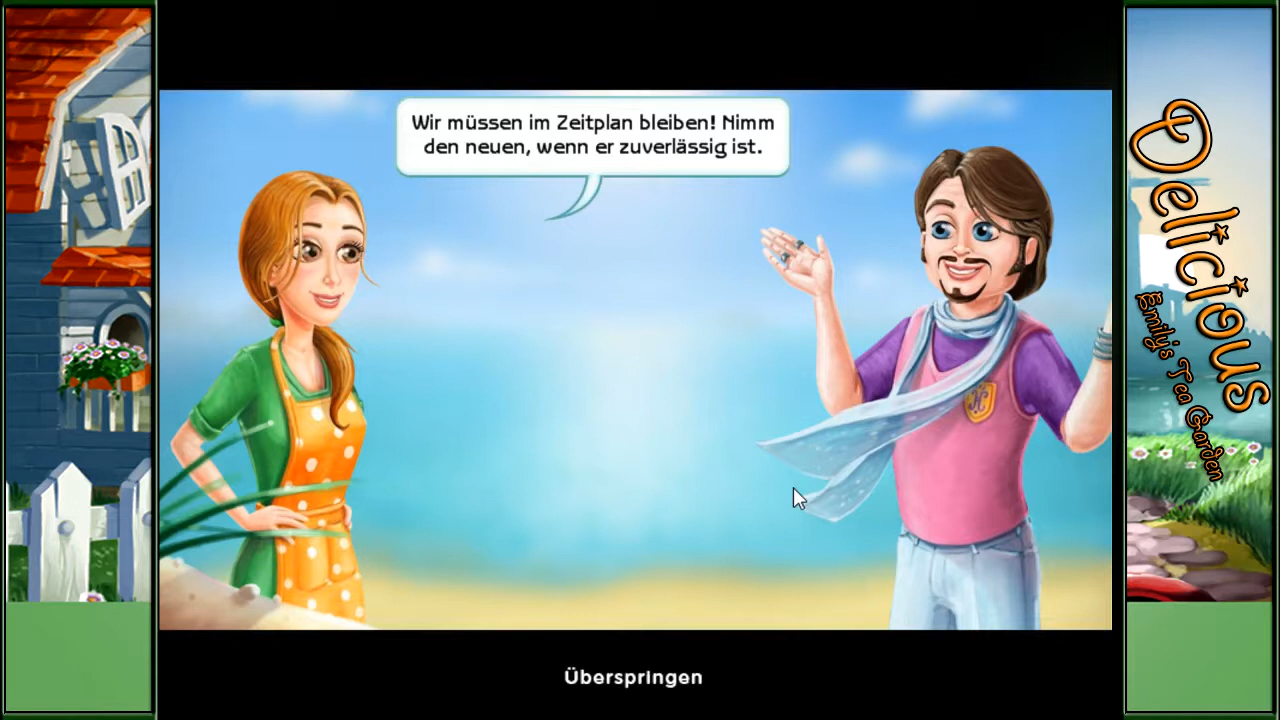 Wir müssen im Zeitplan bleiben! Nimm
den neuen, wenn er zuverlässig ist.
Delicious
Emily's Tea Garden
Überspringen